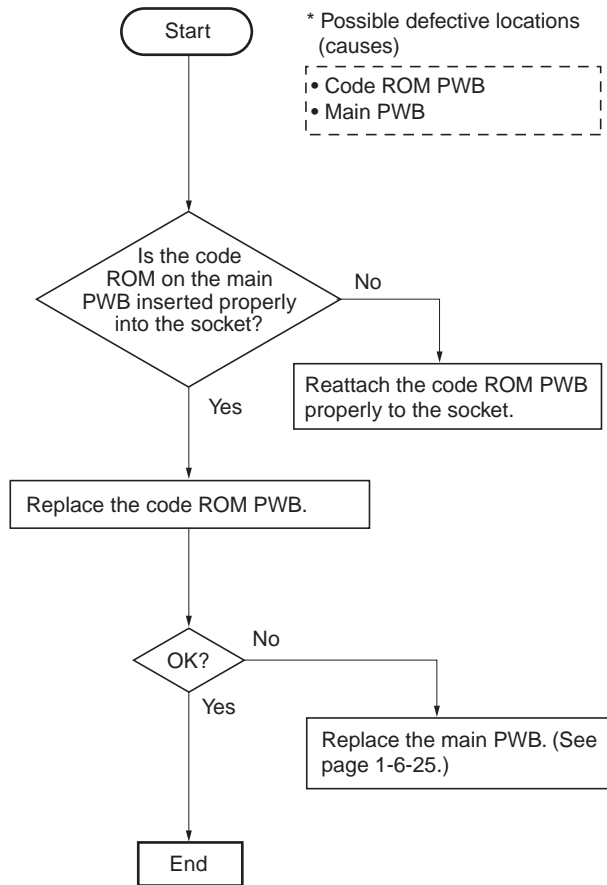 Start
* Possible defective locations
(causes)
• Code ROM PWB
• Main PWB
Is the code
ROM on the main
PWB inserted properly
into the socket?
No
Reattach the code ROM PWB
properly to the socket.
Yes
Replace the code ROM PWB.
OK?
No
Yes
Replace the main PWB. (See
page 1-6-25.)
End